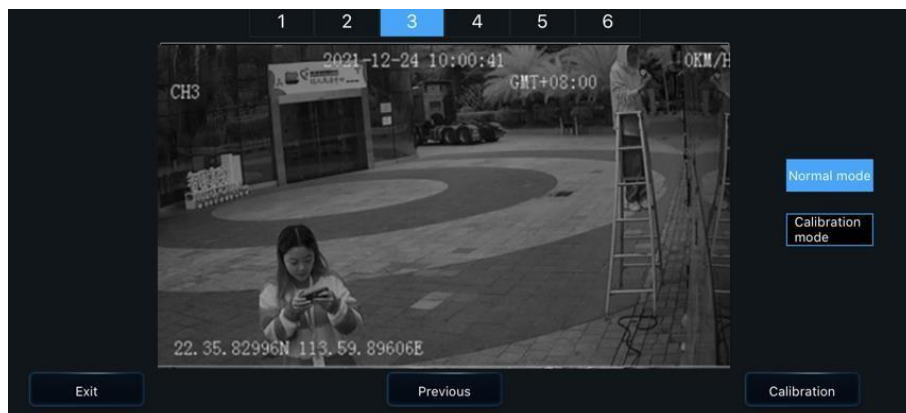 1 2 3 4 5 6
2021-12-24 10:00:41
0KM/H
GMT+08:00
CH3
Normal mode
Calibration
mode
22.35.82996N 113.59.89606E
Exit
Previous
Calibration